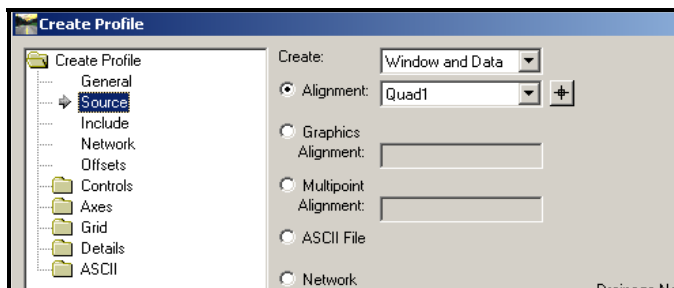 Create Profile
Create Profile
General
Source
Include
Network
Offsets
Controls
Axes
Grid
Details
ASCII
Create: Window and Data
Alignment: Quad1
Graphics
Alignment:
Multipoint
Alignment:
ASCII File
Network